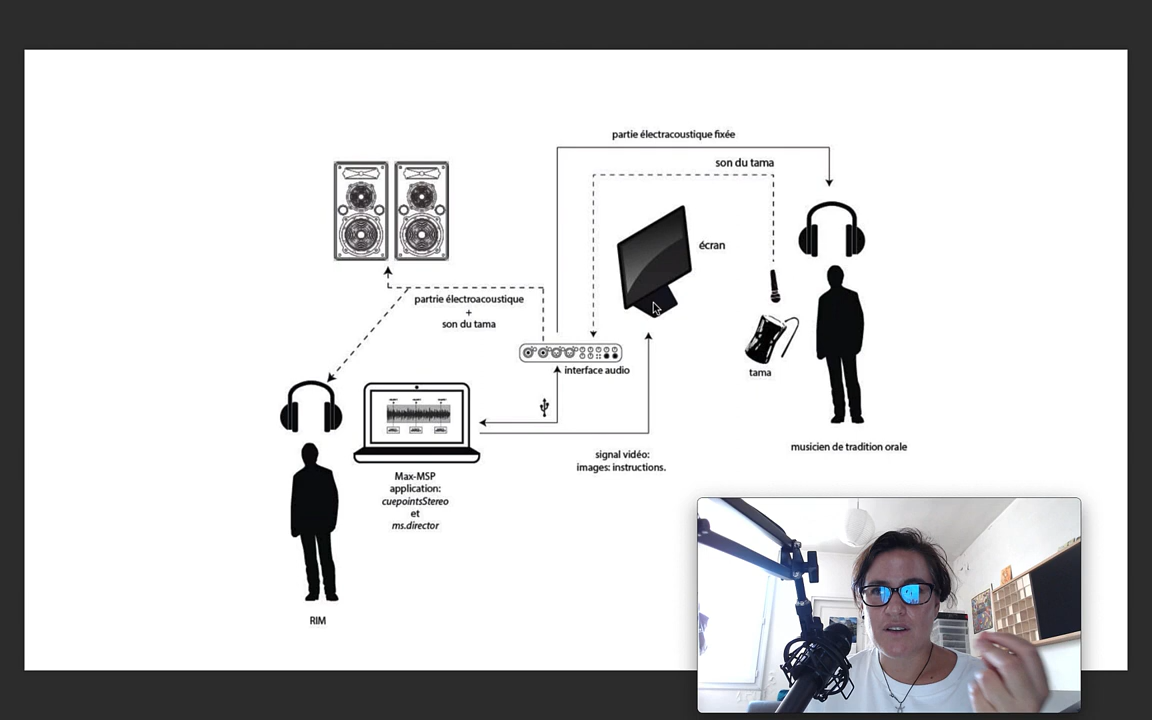 partie électracoustique fixée
son du tama
écran
partrie électroacoustique
+
son du tama
interface audio
tama
musicien de tradition orale
signal vidéo:
images: instructions.
Max-MSP
application:
cuepointsStereo
et
ms.director
RIM